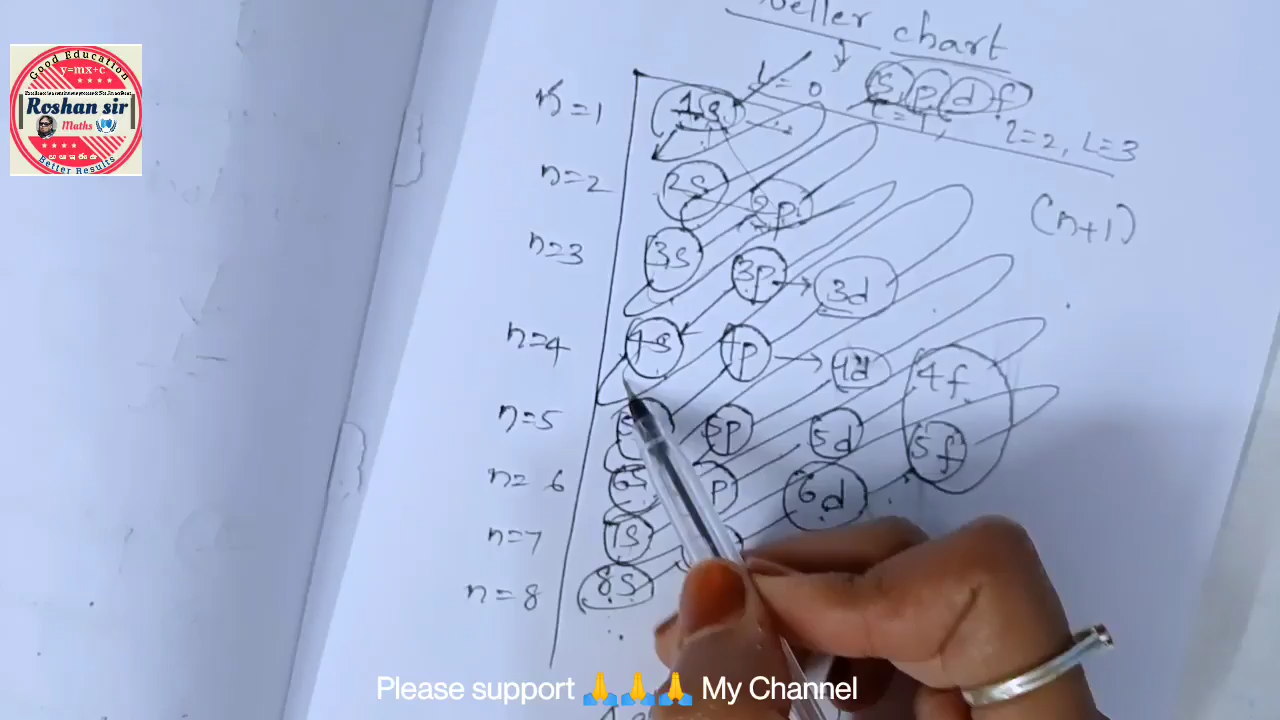 Good Education
y=mx+c
Roshan sir
Maths
Better Results
chart
l = 0
s, p, d, f
l = 1,
l=2, L=3
(n+1)
n=1 1s
n=2 2s 2p
n=3 3s 3p 3d
n=4 4s 4p 4d 4f
n=5 5p 5d 5f
n=6 6s p 6d
n=7 7s
n=8 8s
Please support 🙏🙏🙏 My Channel